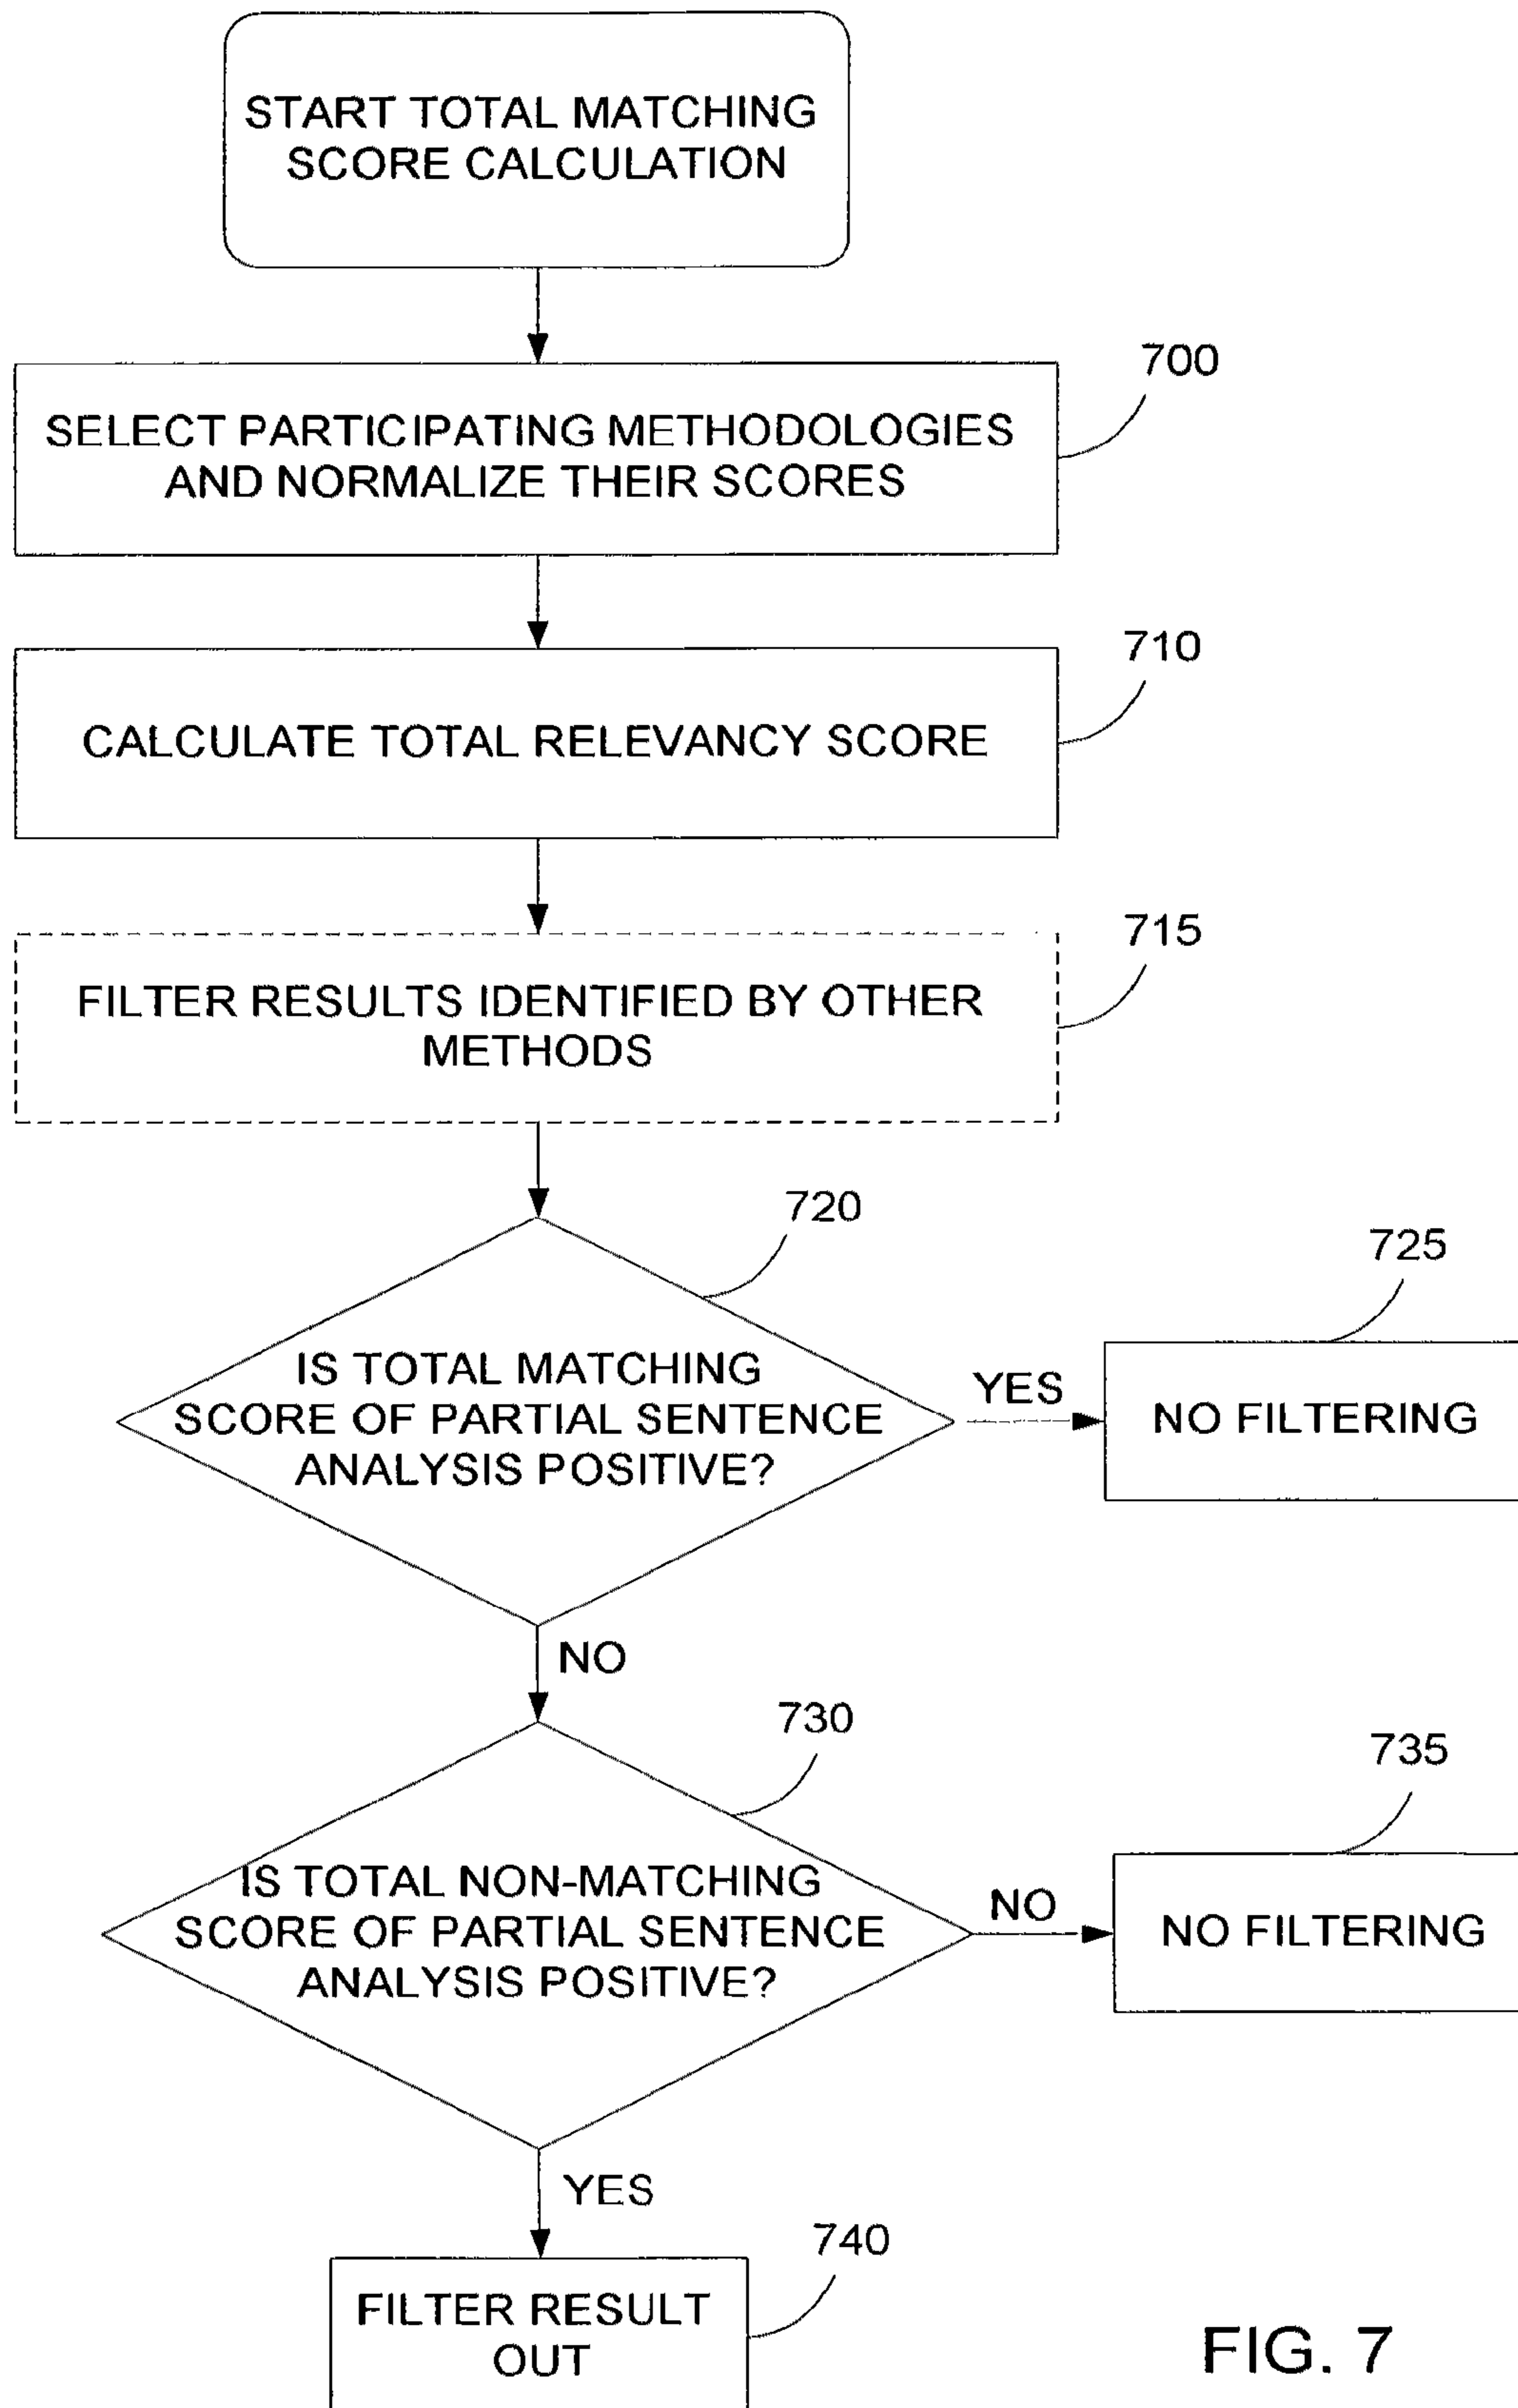 START TOTAL MATCHING
SCORE CALCULATION
700
SELECT PARTICIPATING METHODOLOGIES
AND NORMALIZE THEIR SCORES
710
CALCULATE TOTAL RELEVANCY SCORE
715
FILTER RESULTS IDENTIFIED BY OTHER
METHODS
720
725
IS TOTAL MATCHING
SCORE OF PARTIAL SENTENCE
ANALYSIS POSITIVE?
YES
NO FILTERING
NO
730
735
IS TOTAL NON-MATCHING
SCORE OF PARTIAL SENTENCE
ANALYSIS POSITIVE?
NO
NO FILTERING
YES
740
FILTER RESULT
OUT
FIG. 7